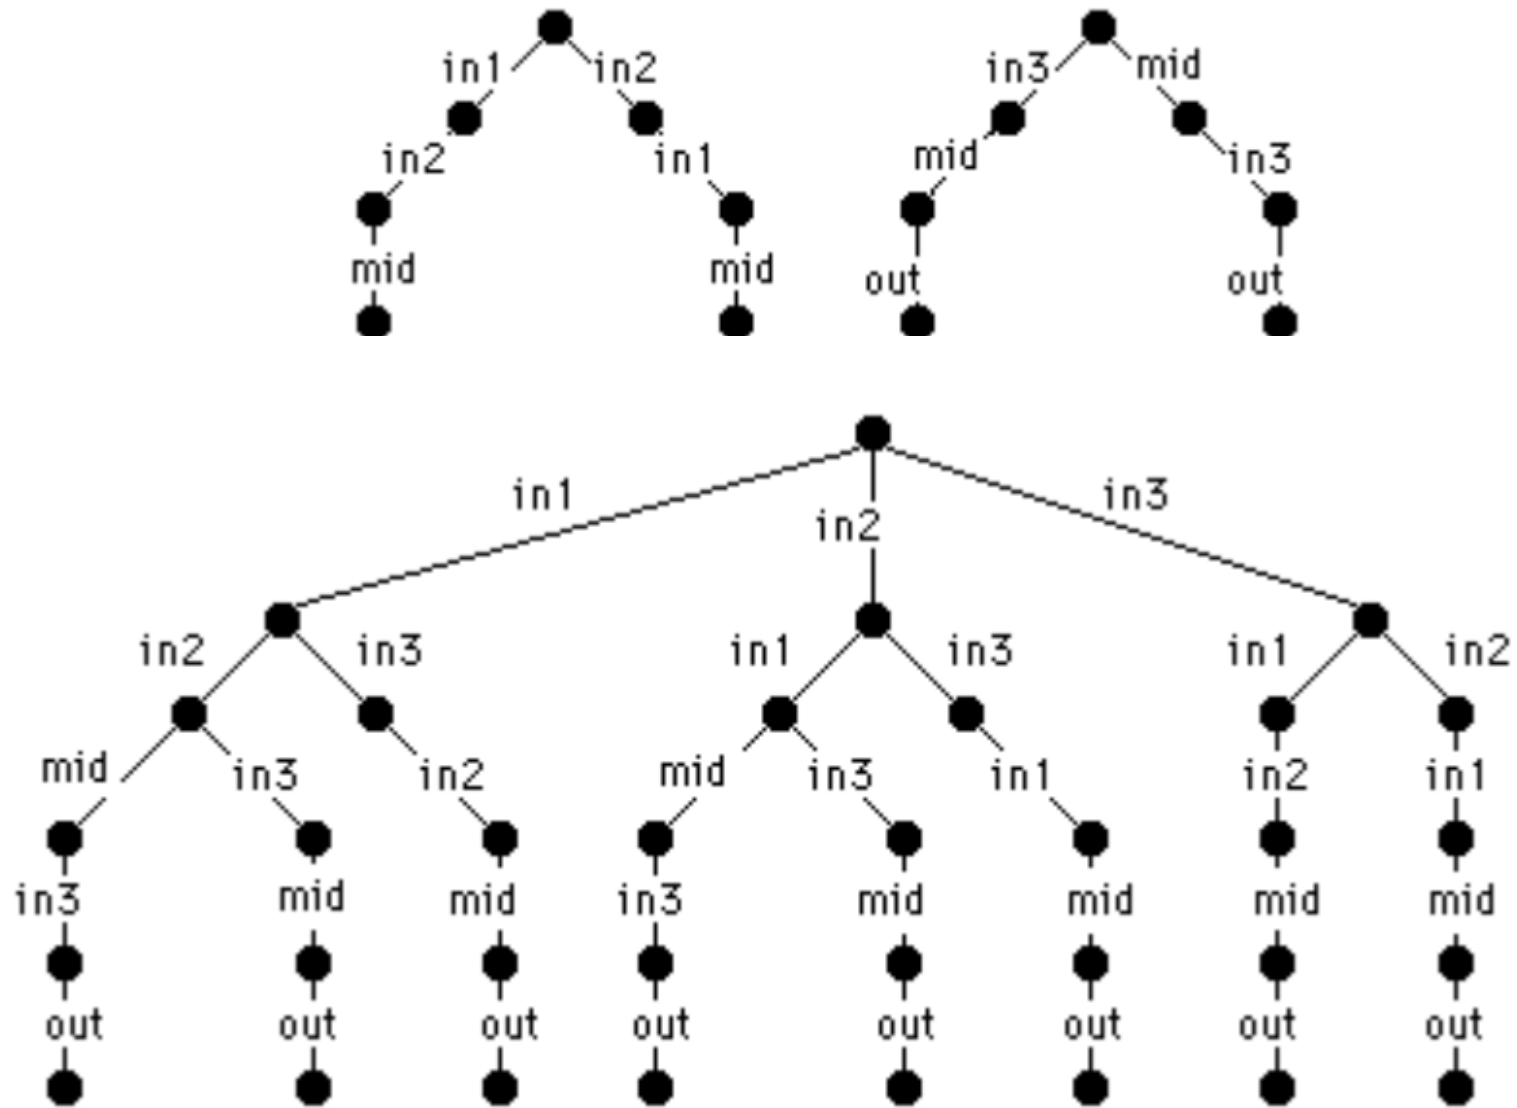 in1 in2 in3 mid
in2 in1 mid in3
mid mid out out
in1 in2 in3
in2 in3 in1 in3 in1 in2
mid in3 in2 mid in3 in1 in2 in1
in3 mid mid in3 mid mid mid mid
out out out out out out out out